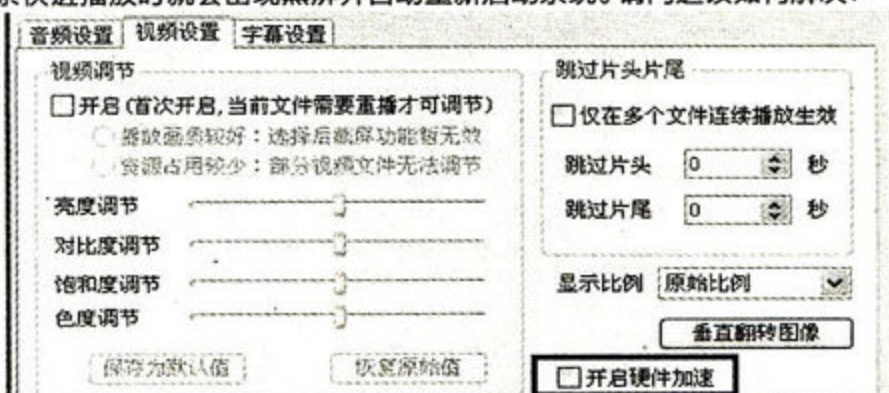 音频设置 视频设置 字幕设置
视频调节
开启(首次开启,当前文件需要重播才可调节)
播放画质较好：选择后截屏功能暂无效
资源占用较少：部分视频文件无法调节
亮度调节
对比度调节
饱和度调节
色度调节
保存为默认值 恢复原始值
跳过片头片尾
仅在多个文件连续播放生效
跳过片头 0 秒
跳过片尾 0 秒
显示比例 原始比例
垂直翻转图像
开启硬件加速